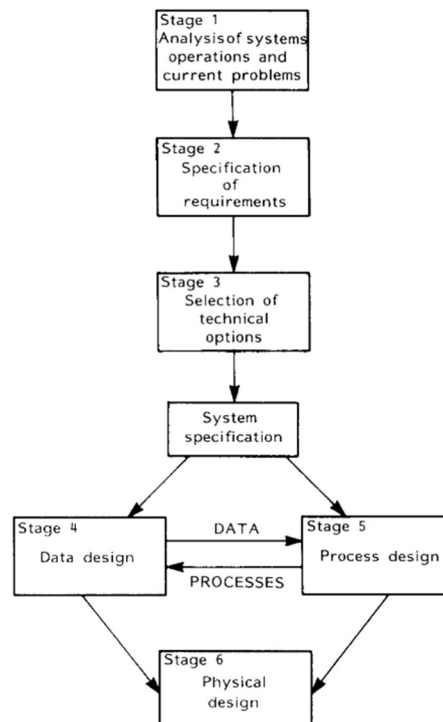 Stage 1
Analysis of systems
operations and
current problems
Stage 2
Specification
of
requirements
Stage 3
Selection of
technical
options
System
specification
Stage 4
Data design
DATA
PROCESSES
Stage 5
Process design
Stage 6
Physical
design